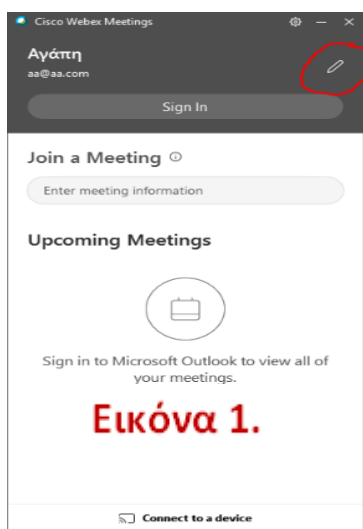 Cisco Webex Meetings
Αγάπη
aa@aa.com
Sign In
Join a Meeting
Enter meeting information
Upcoming Meetings
Sign in to Microsoft Outlook to view all of
your meetings.
Εικόνα 1.
Connect to a device